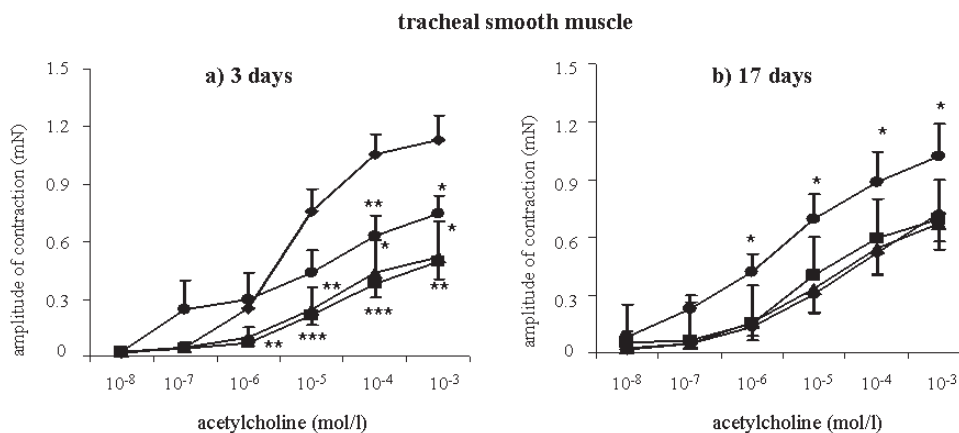 tracheal smooth muscle
a) 3 days
amplitude of contraction (mN)
1.5
1.2
0.9
0.6
0.3
0
** *
* *
** ** 
** *** *** 
10-8 10-7 10-6 10-5 10-4 10-3
acetylcholine (mol/l)
b) 17 days
amplitude of contraction (mN)
1.5
1.2
0.9
0.6
0.3
0
* * * *
10-8 10-7 10-6 10-5 10-4 10-3
acetylcholine (mol/l)